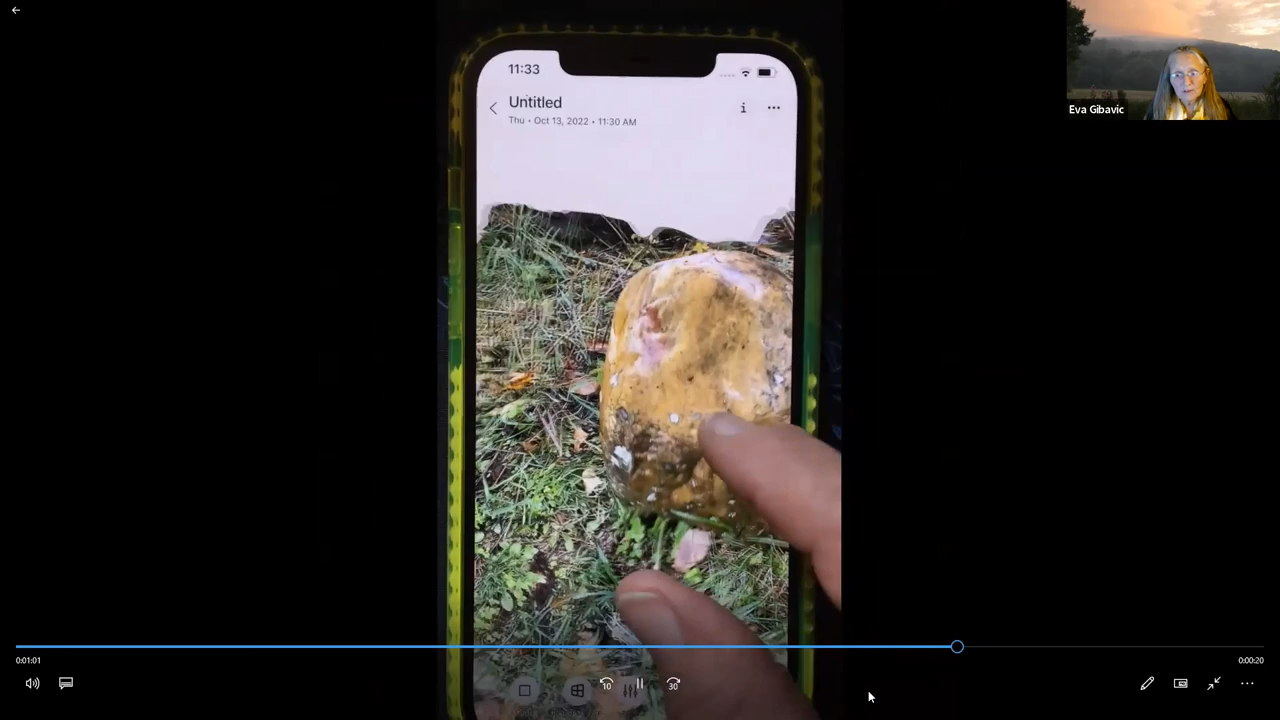 11:33
Untitled
Thu • Oct 13, 2022 • 11:30 AM
i
Eva Gibavic
0:01:01
0:00:20
10
30